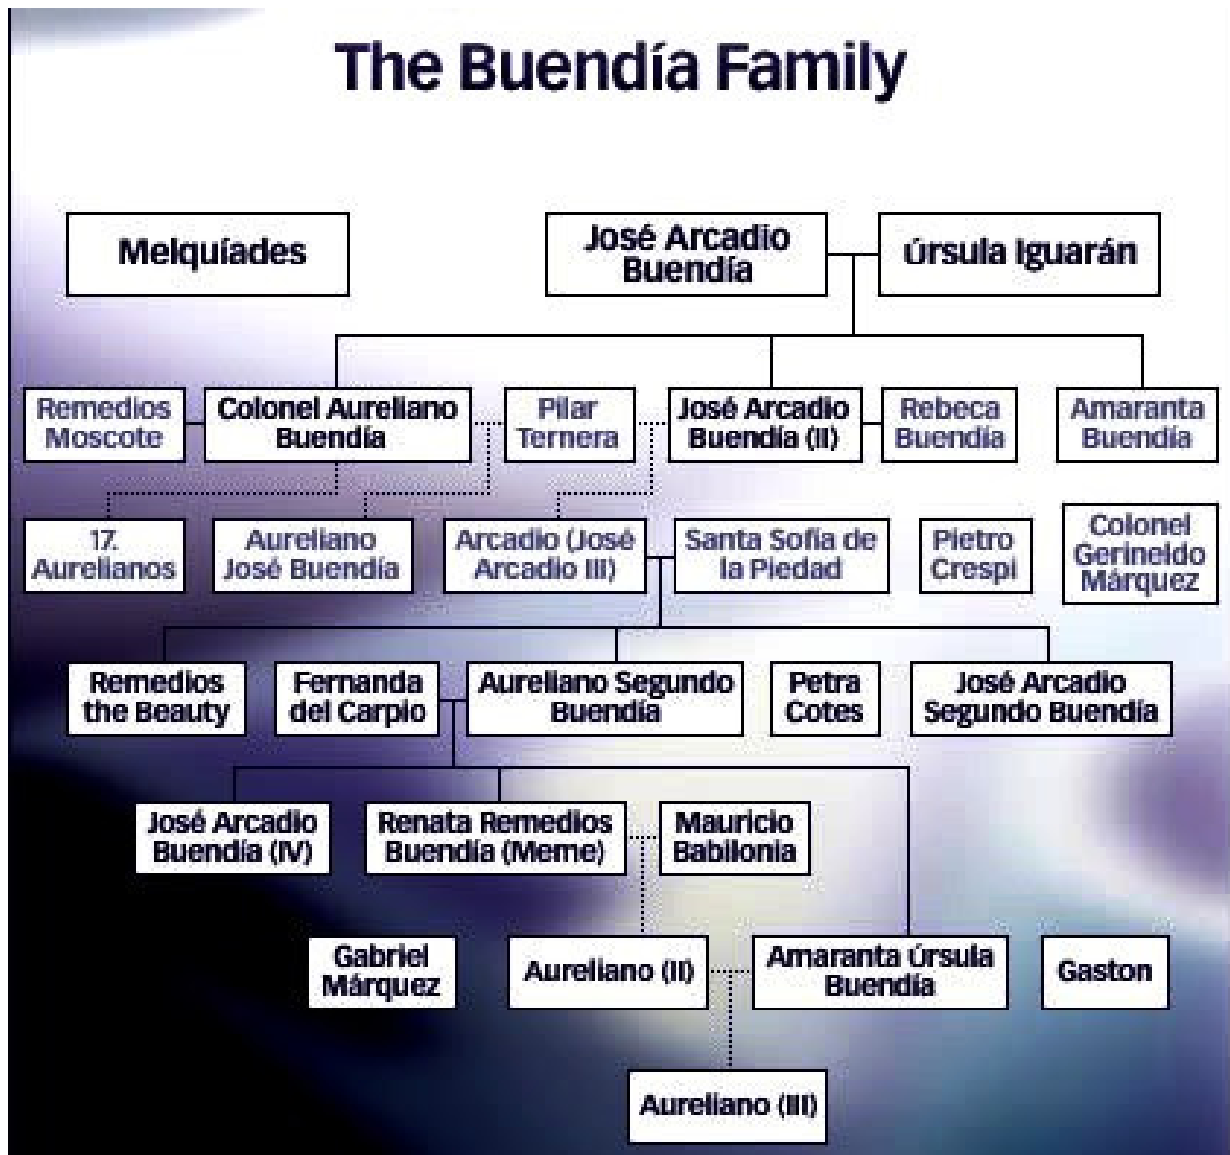 The Buendía Family
Melquíades
José Arcadio
Buendía
Úrsula Iguarán
Remedios
Moscote
Colonel Aureliano
Buendía
Pilar
Ternera
José Arcadio
Buendía (II)
Rebeca
Buendía
Amaranta
Buendía
17.
Aurelianos
Aureliano
José Buendía
Arcadio (José
Arcadio III)
Santa Sofía de
la Piedad
Pietro
Crespi
Colonel
Gerineldo
Márquez
Remedios
the Beauty
Fernanda
del Carpio
Aureliano Segundo
Buendía
Petra
Cotes
José Arcadio
Segundo Buendía
José Arcadio
Buendía (IV)
Renata Remedios
Buendía (Meme)
Mauricio
Babilonia
Gabriel
Márquez
Aureliano (II)
Amaranta Úrsula
Buendía
Gaston
Aureliano (III)